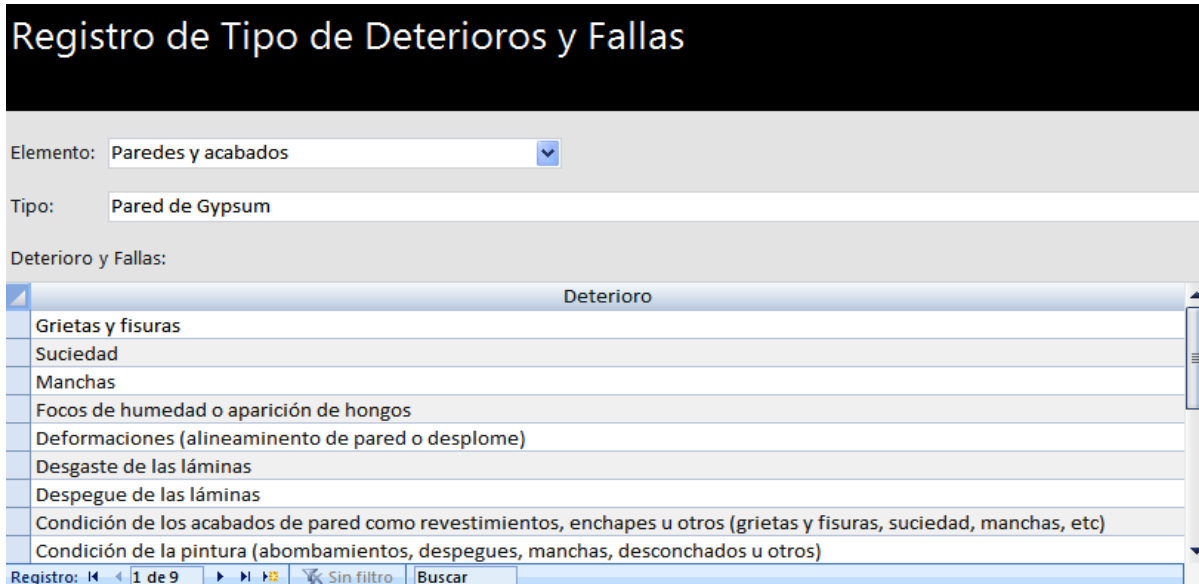 Registro de Tipo de Deterioros y Fallas
Elemento: Paredes y acabados
Tipo: Pared de Gypsum
Deterioro y Fallas:
Deterioro
Grietas y fisuras
Suciedad
Manchas
Focos de humedad o aparición de hongos
Deformaciones (alineaminento de pared o desplome)
Desgaste de las láminas
Despegue de las láminas
Condición de los acabados de pared como revestimientos, enchapes u otros (grietas y fisuras, suciedad, manchas, etc)
Condición de la pintura (abombamientos, despegues, manchas, desconchados u otros)
Registro: 1 de 9 Sin filtro Buscar